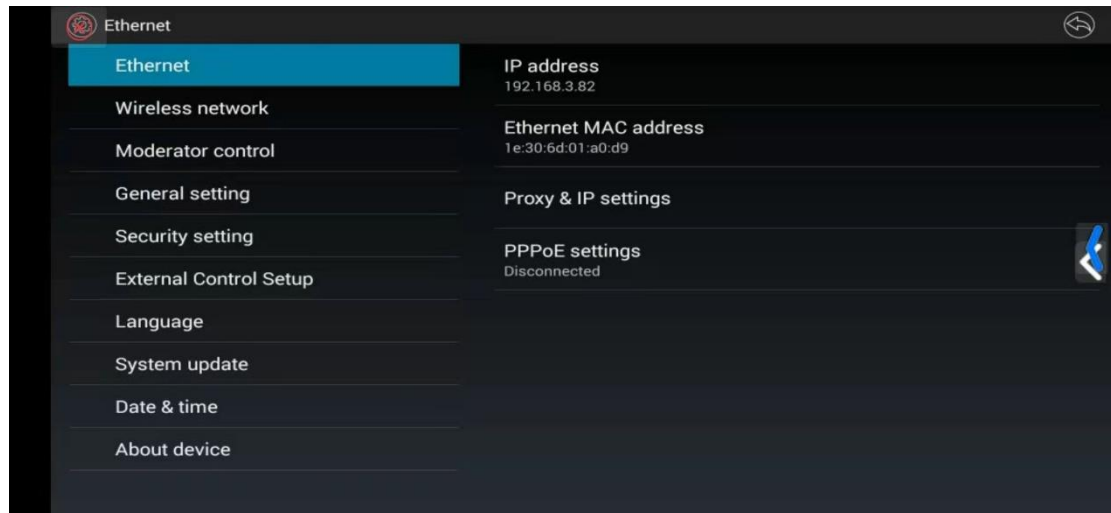 Ethernet
Ethernet
Wireless network
Moderator control
General setting
Security setting
External Control Setup
Language
System update
Date & time
About device
IP address
192.168.3.82
Ethernet MAC address
1e:30:6d:01:a0:d9
Proxy & IP settings
PPPoE settings
Disconnected